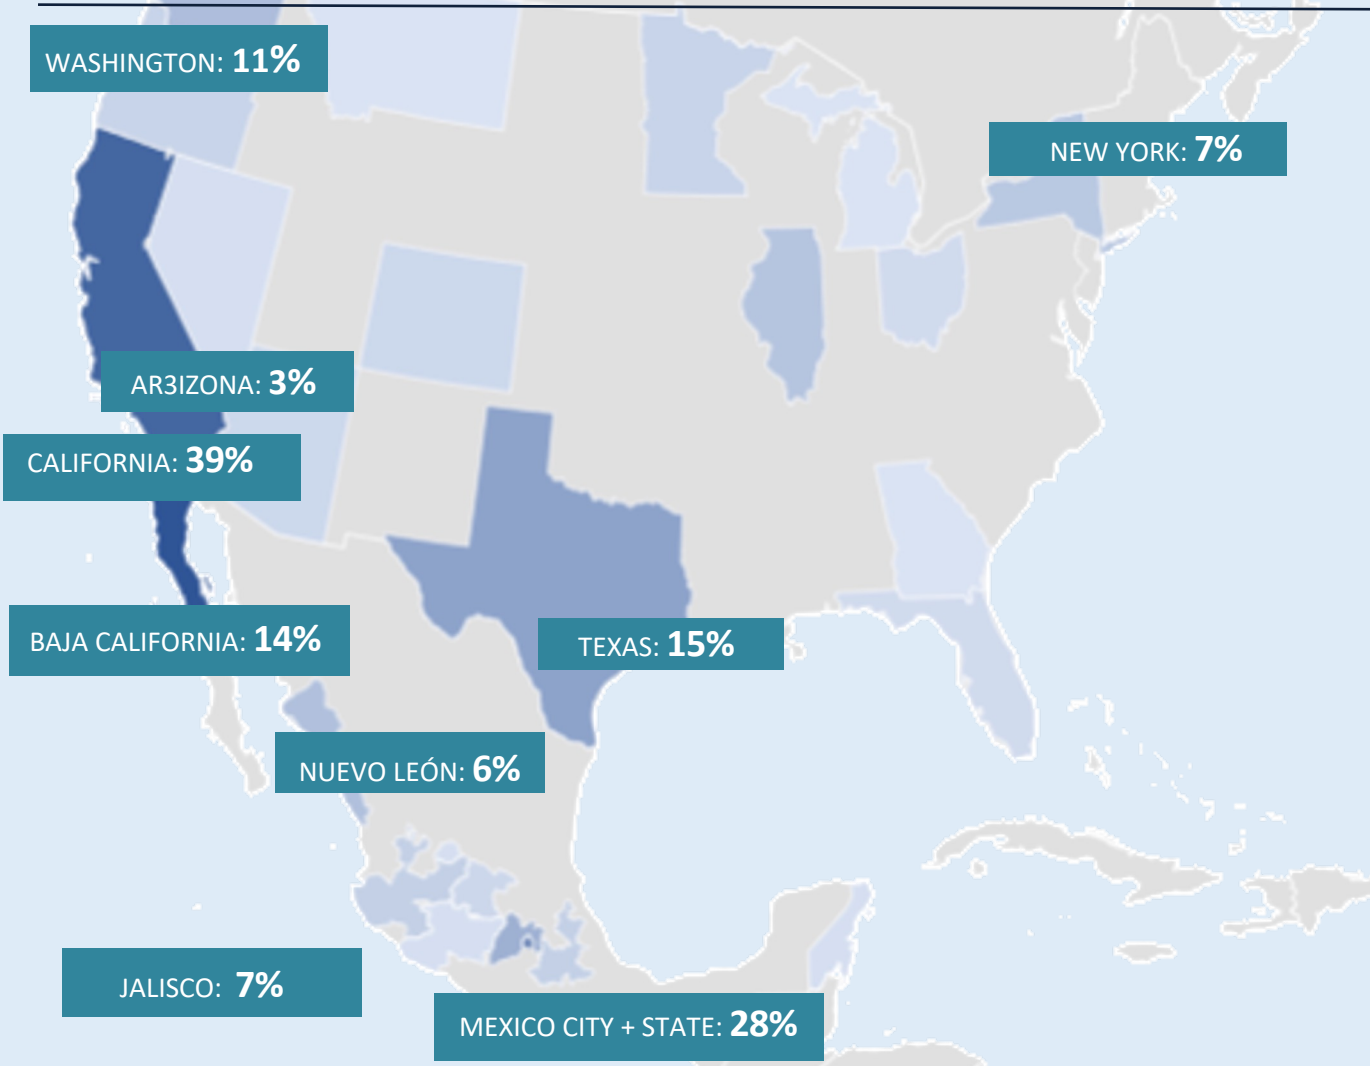 WASHINGTON: 11%
NEW YORK: 7%
AR3IZONA: 3%
CALIFORNIA: 39%
BAJA CALIFORNIA: 14%
TEXAS: 15%
NUEVO LEÓN: 6%
JALISCO: 7%
MEXICO CITY + STATE: 28%